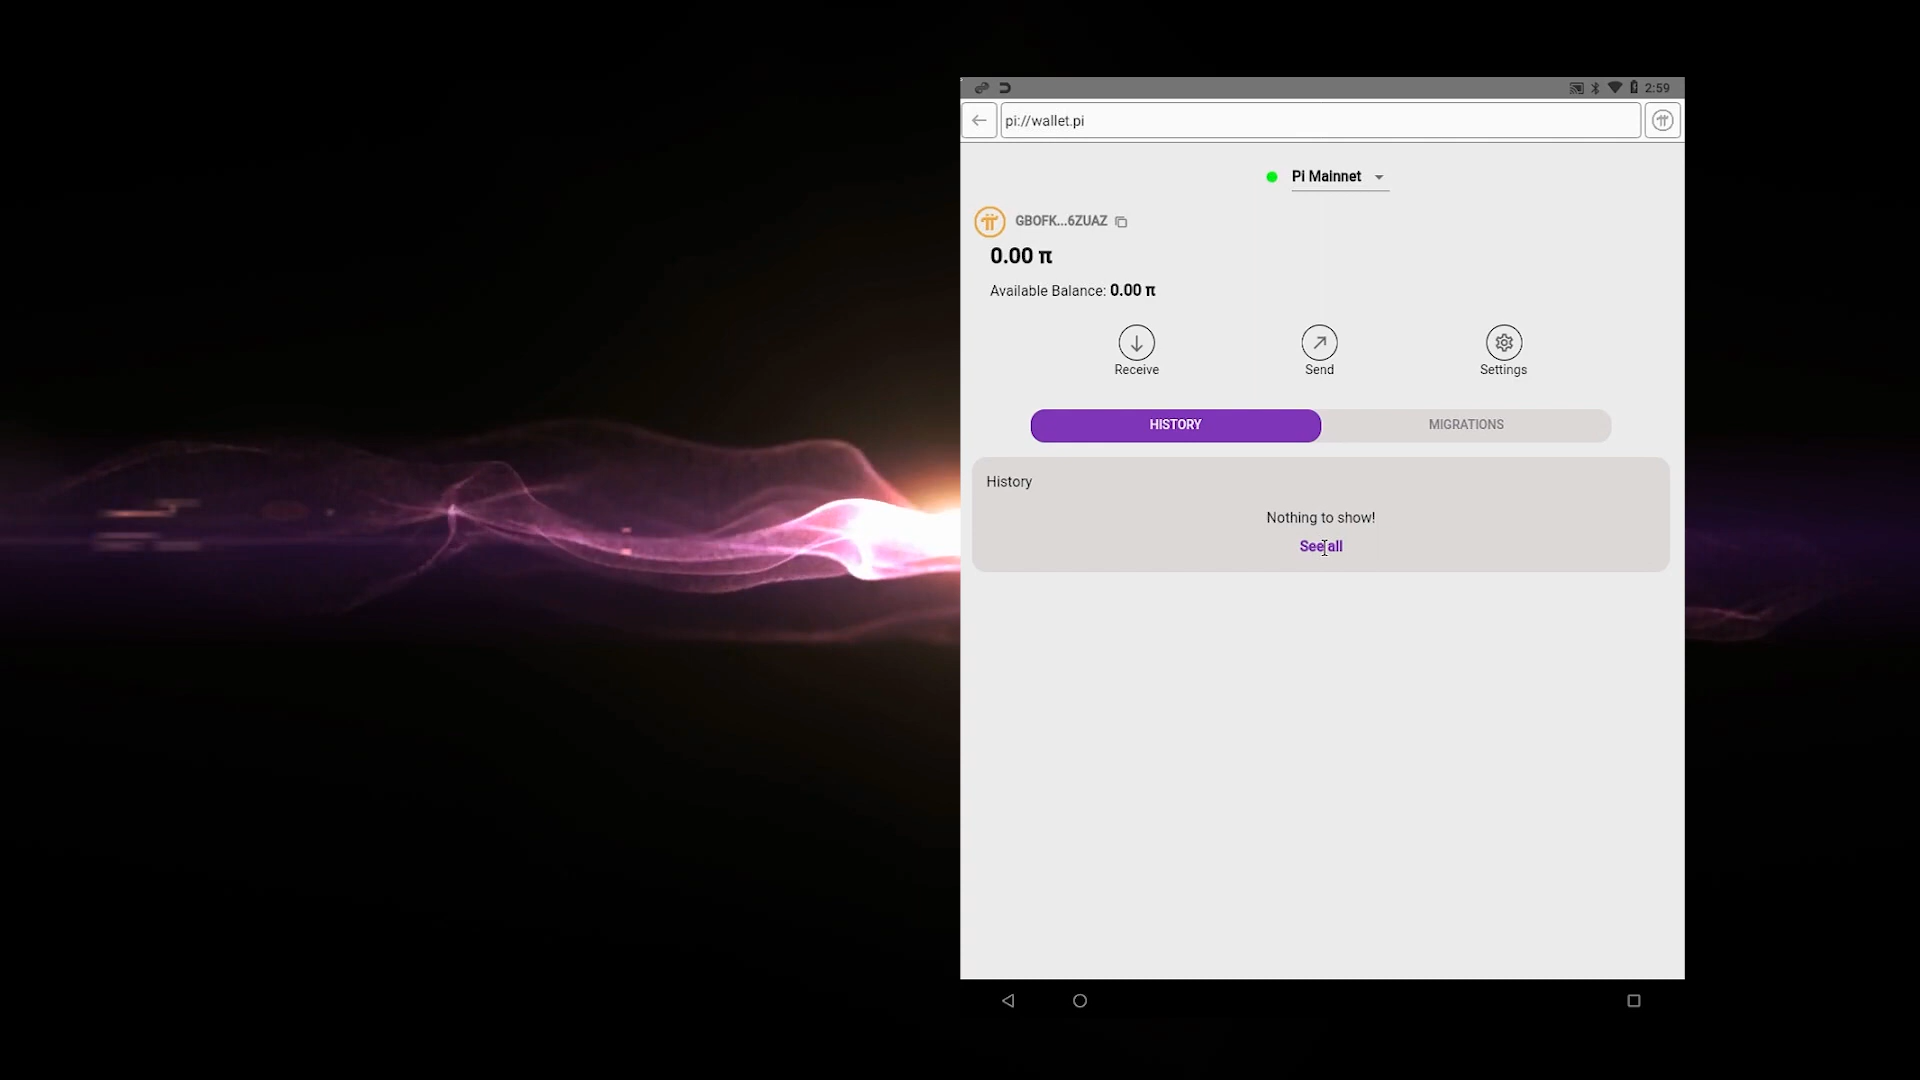 2:59
pi://wallet.pi
Pi Mainnet
GBOFK...6ZUAZ
0.00 π
Available Balance: 0.00 π
Receive
Send
Settings
HISTORY
MIGRATIONS
History
Nothing to show!
See all